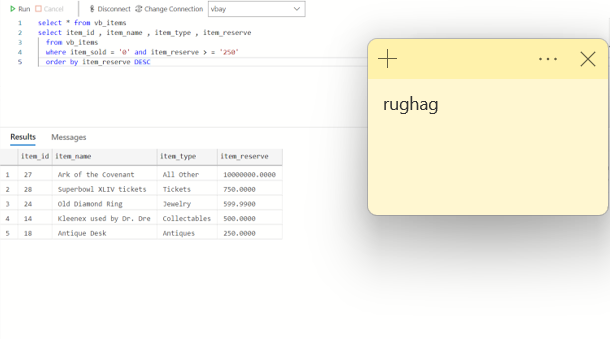 Run Cancel Disconnect Change Connection vbay
1 select * from vb_items
2 select item_id , item_name , item_type , item_reserve
3 from vb_items
4 where item_sold = '0' and item_reserve > = '250'
5 order by item_reserve DESC
rughag
Results Messages
item_id item_name item_type item_reserve
1 27 Ark of the Covenant All Other 10000000.0000
2 28 Superbowl XLIV tickets Tickets 750.0000
3 24 Old Diamond Ring Jewelry 599.9900
4 14 Kleenex used by Dr. Dre Collectables 500.0000
5 18 Antique Desk Antiques 250.0000